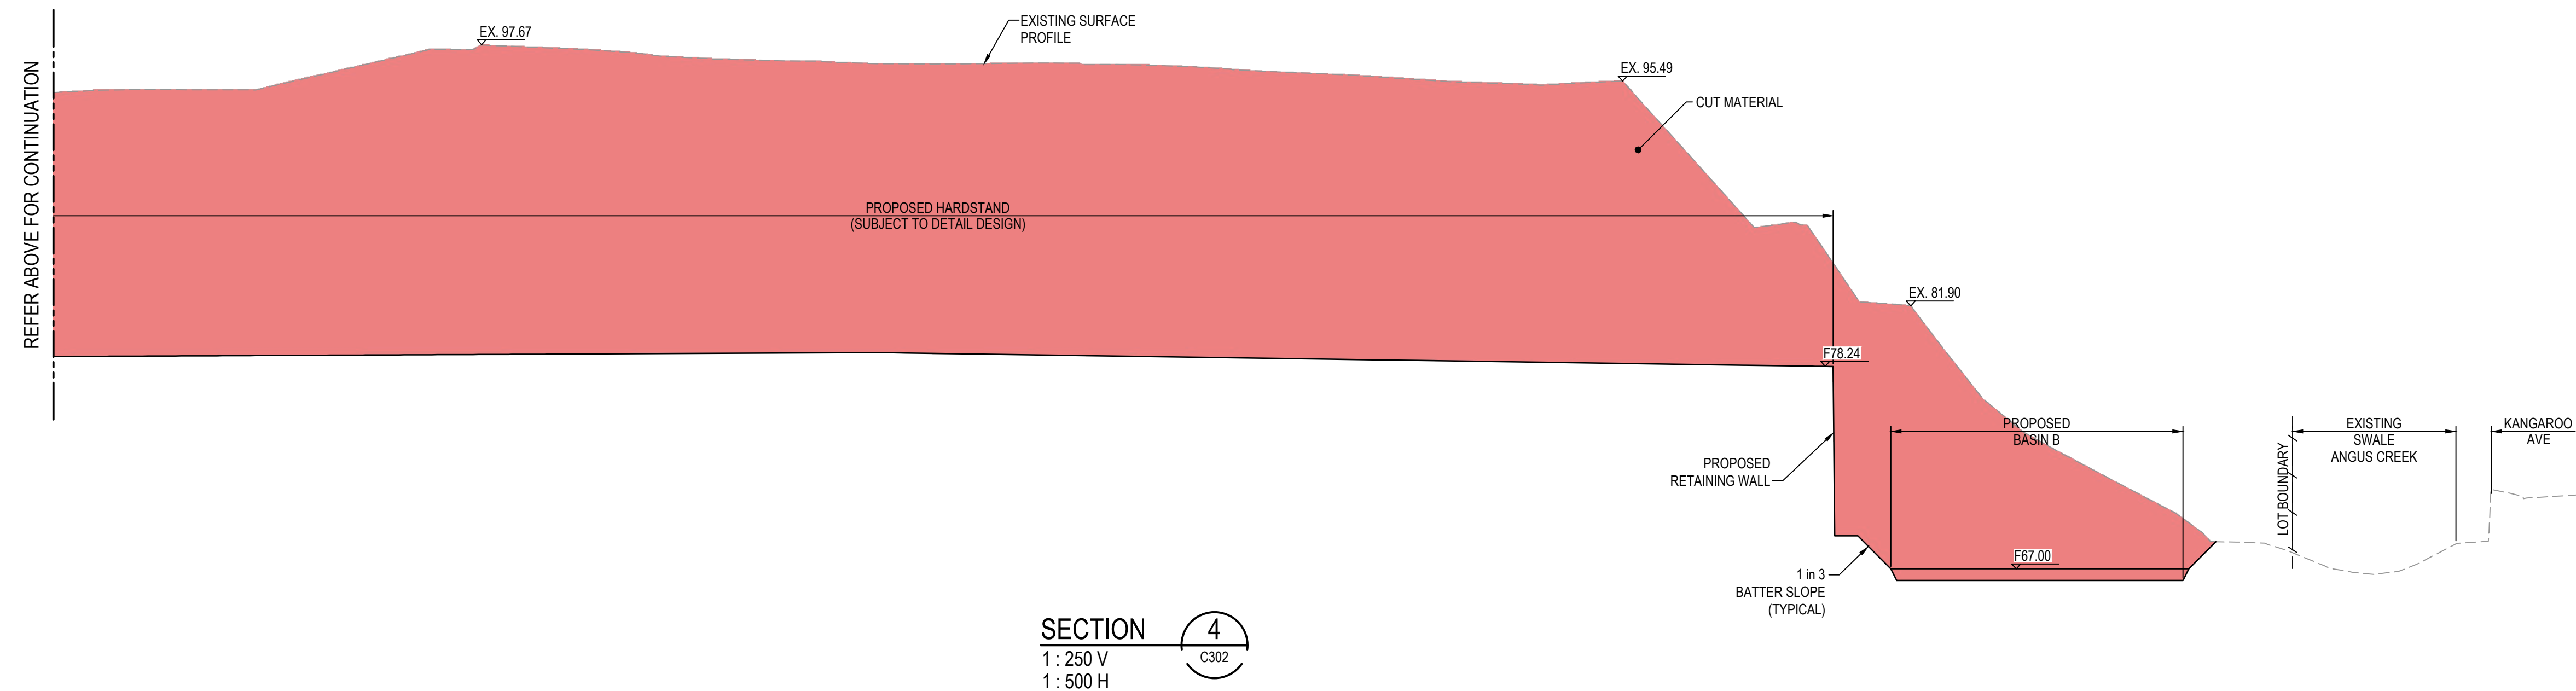 REFER ABOVE FOR CONTINUATION
EX. 97.67
EXISTING SURFACE
PROFILE
EX. 95.49
CUT MATERIAL
PROPOSED HARDSTAND
(SUBJECT TO DETAIL DESIGN)
EX. 81.90
F78.24
PROPOSED
RETAINING WALL
PROPOSED
BASIN B
LOT BOUNDARY
EXISTING
SWALE
ANGUS CREEK
KANGAROO
AVE
F67.00
1 in 3
BATTER SLOPE
(TYPICAL)
SECTION
4
C302
1 : 250 V
1 : 500 H